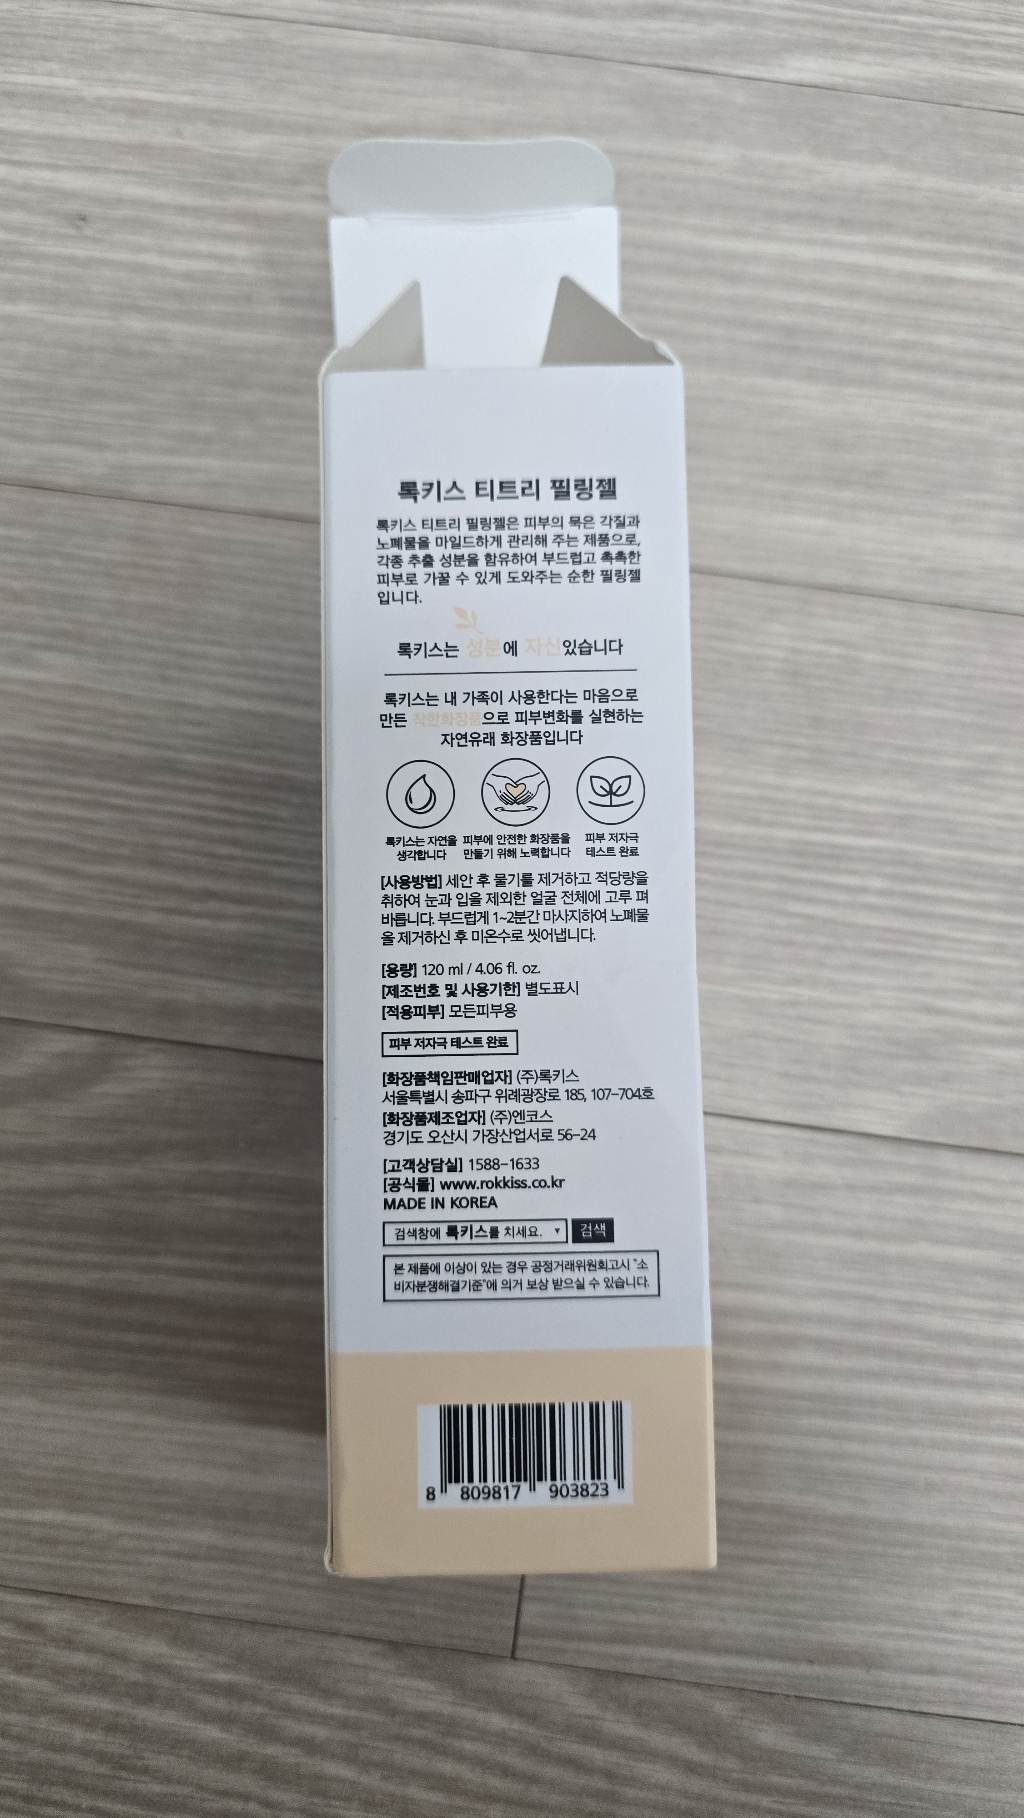 록키스 티트리 필링젤
록키스 티트리 필링젤은 피부의 묵은 각질과
노폐물을 마일드하게 관리해 주는 제품으로,
각종 추출 성분을 함유하여 부드럽고 촉촉한
피부로 가꿀 수 있게 도와주는 순한 필링젤
입니다.
록키스는 성분에 자신있습니다
록키스는 내 가족이 사용한다는 마음으로
만든 착한화장품으로 피부변화를 실현하는
자연유래 화장품입니다
록키스는 자연을
생각합니다
피부에 안전한 화장품을
만들기 위해 노력합니다
피부 저자극
테스트 완료
[사용방법] 세안 후 물기를 제거하고 적당량을
취하여 눈과 입을 제외한 얼굴 전체에 고루 펴
바릅니다. 부드럽게 1~2분간 마사지하여 노폐물
을 제거하신 후 미온수로 씻어냅니다.
[용량] 120 ml / 4.06 fl. oz.
[제조번호 및 사용기한] 별도표시
[적용피부] 모든피부용
피부 저자극 테스트 완료
[화장품책임판매업자] (주)록키스
서울특별시 송파구 위례광장로 185, 107-704호
[화장품제조업자] (주)엔코스
경기도 오산시 가장산업서로 56-24
[고객상담실] 1588-1633
[공식몰] www.rokkiss.co.kr
MADE IN KOREA
검색창에 록키스를 치세요. ▼ 검색
본 제품에 이상이 있는 경우 공정거래위원회고시 "소
비자분쟁해결기준"에 의거 보상 받으실 수 있습니다.
8 809817 903823